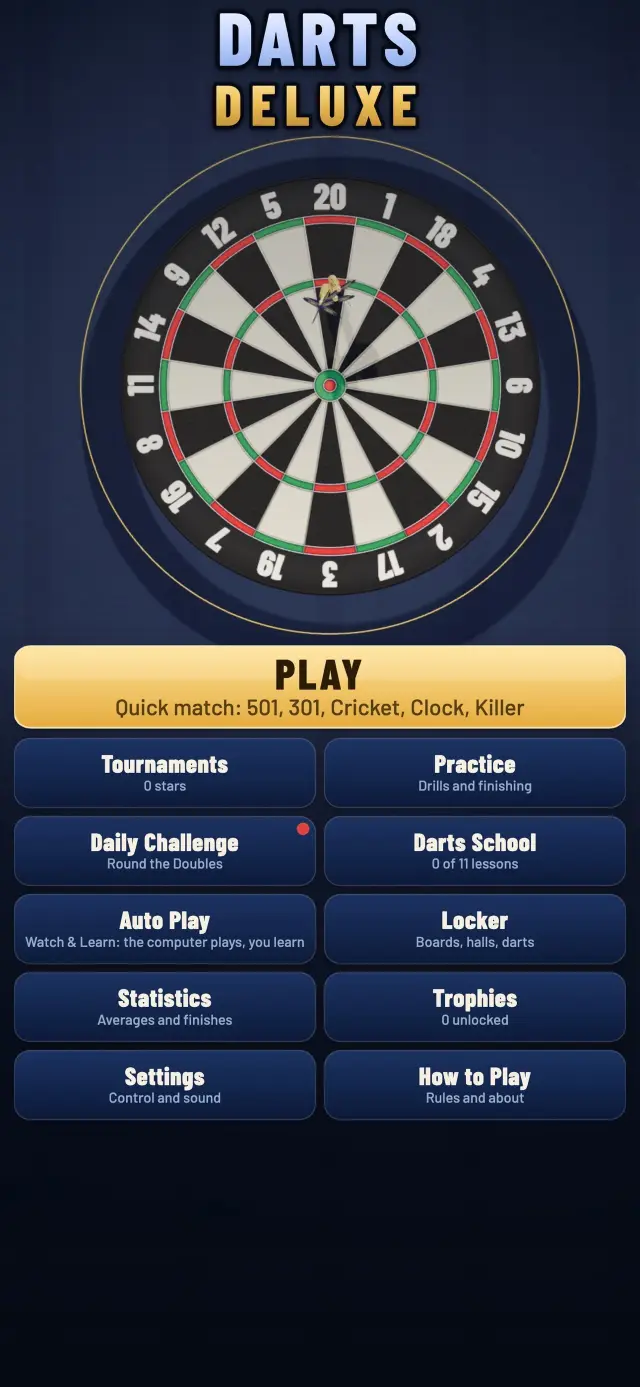 DARTS
DELUXE
20
1
18
4
13
6
10
15
2
17
3
19
7
16
8
11
14
9
12
5
PLAY
Quick match: 501, 301, Cricket, Clock, Killer
Tournaments
0 stars
Practice
Drills and finishing
Daily Challenge
Round the Doubles
Darts School
0 of 11 lessons
Auto Play
Watch & Learn: the computer plays, you learn
Locker
Boards, halls, darts
Statistics
Averages and finishes
Trophies
0 unlocked
Settings
Control and sound
How to Play
Rules and about